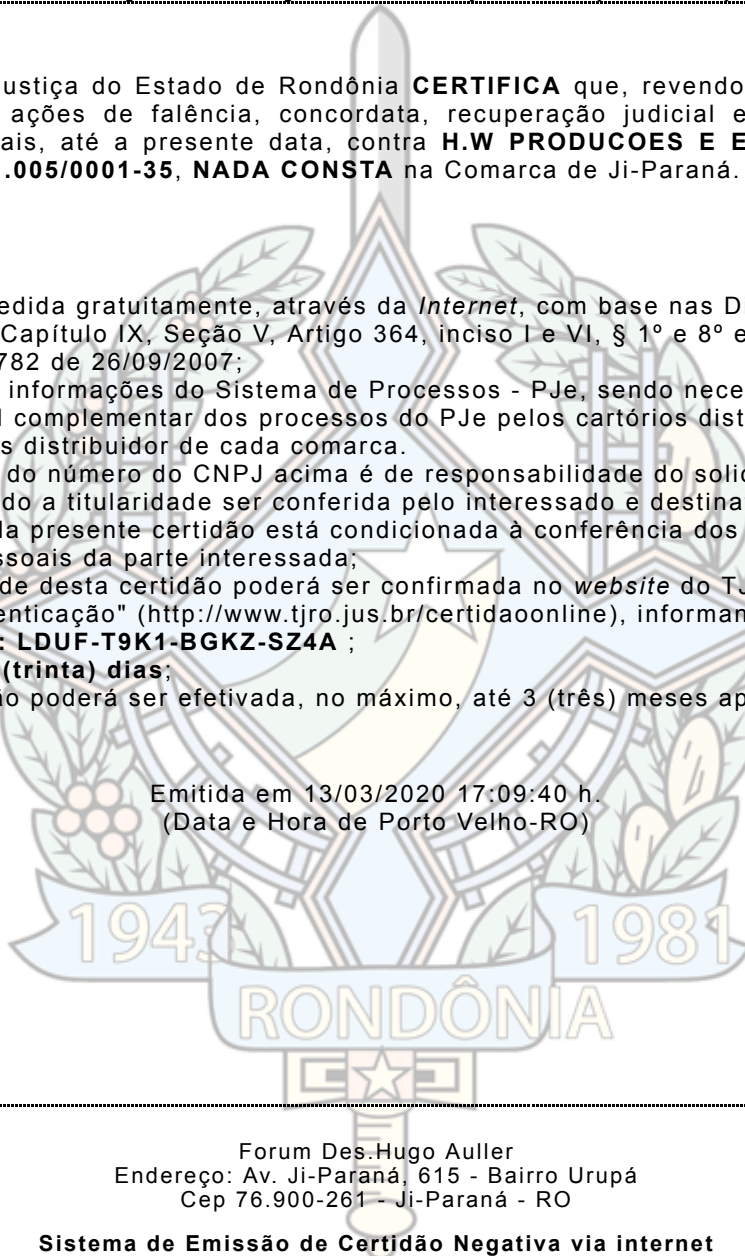 ustiça do Estado de Rondônia CERTIFICA que, revendo
ações de falência, concordata, recuperação judicial e
ais, até a presente data, contra H.W PRODUCOES E E
.005/0001-35, NADA CONSTA na Comarca de Ji-Paraná.
edida gratuitamente, através da Internet, com base nas D
Capítulo IX, Seção V, Artigo 364, inciso I e VI, § 1º e 8º e
782 de 26/09/2007;
informações do Sistema de Processos - PJe, sendo nece
l complementar dos processos do PJe pelos cartórios dist
s distribuidor de cada comarca.
do número do CNPJ acima é de responsabilidade do solic
do a titularidade ser conferida pelo interessado e destina
da presente certidão está condicionada à conferência dos
ssoais da parte interessada;
de desta certidão poderá ser confirmada no website do TJ
enticação" (http://www.tjro.jus.br/certidaoonline), informan
: LDUF-T9K1-BGKZ-SZ4A ;
(trinta) dias;
ão poderá ser efetivada, no máximo, até 3 (três) meses ap
Emitida em 13/03/2020 17:09:40 h.
(Data e Hora de Porto Velho-RO)
1943
1981
RONDÔNIA
Forum Des.Hugo Auller
Endereço: Av. Ji-Paraná, 615 - Bairro Urupá
Cep 76.900-261 - Ji-Paraná - RO
Sistema de Emissão de Certidão Negativa via internet